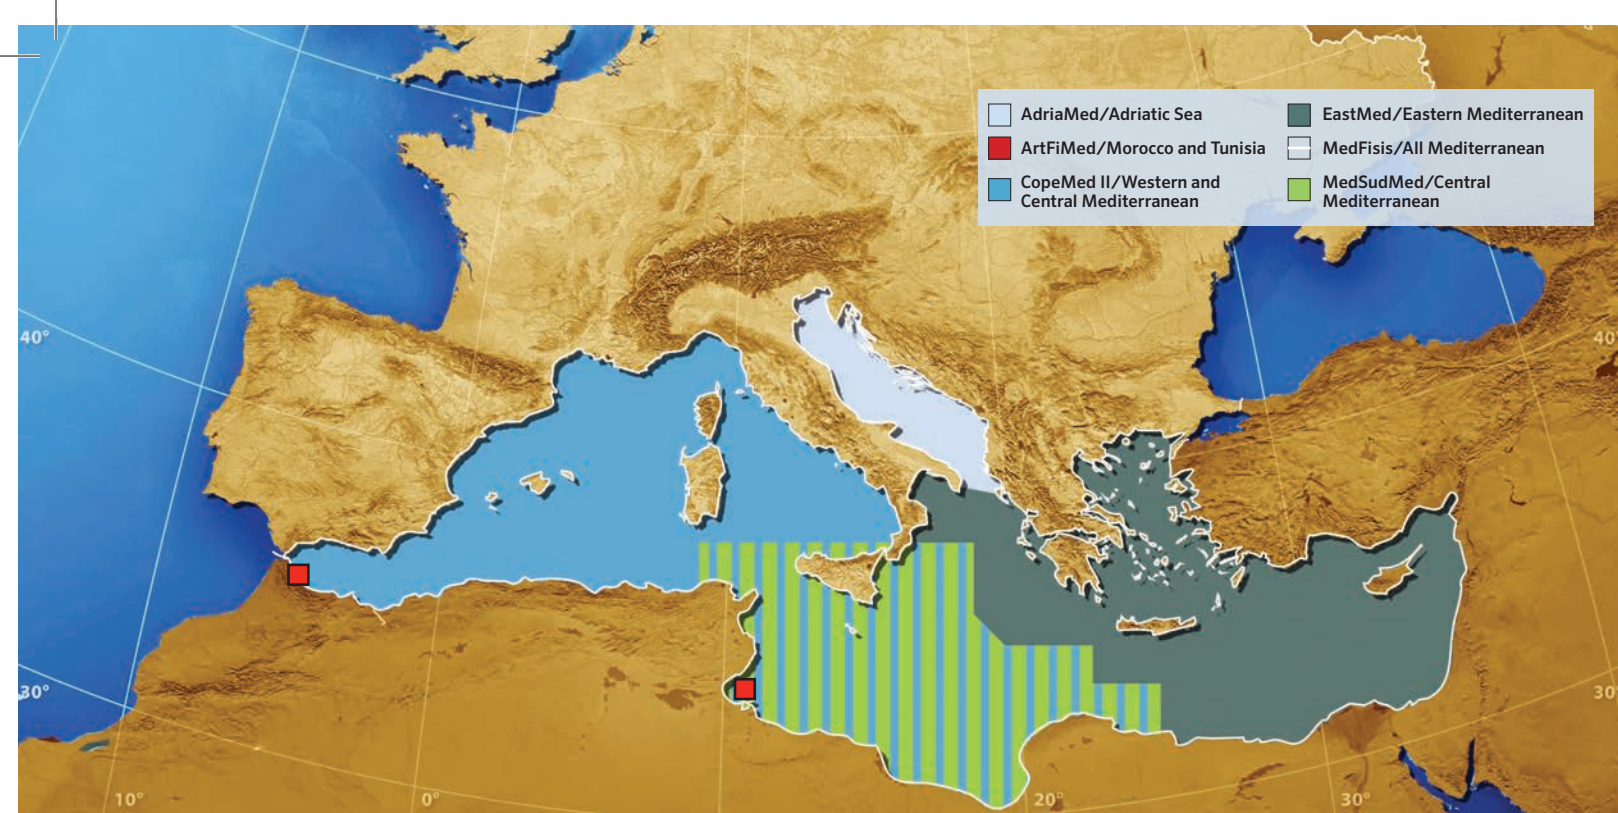 AdriaMed/Adriatic Sea
ArtFiMed/Morocco and Tunisia
CopeMed II/Western and
Central Mediterranean
EastMed/Eastern Mediterranean
MedFisis/All Mediterranean
MedSudMed/Central
Mediterranean
40°
40°
30°
30°
10°
0°
20°
30°